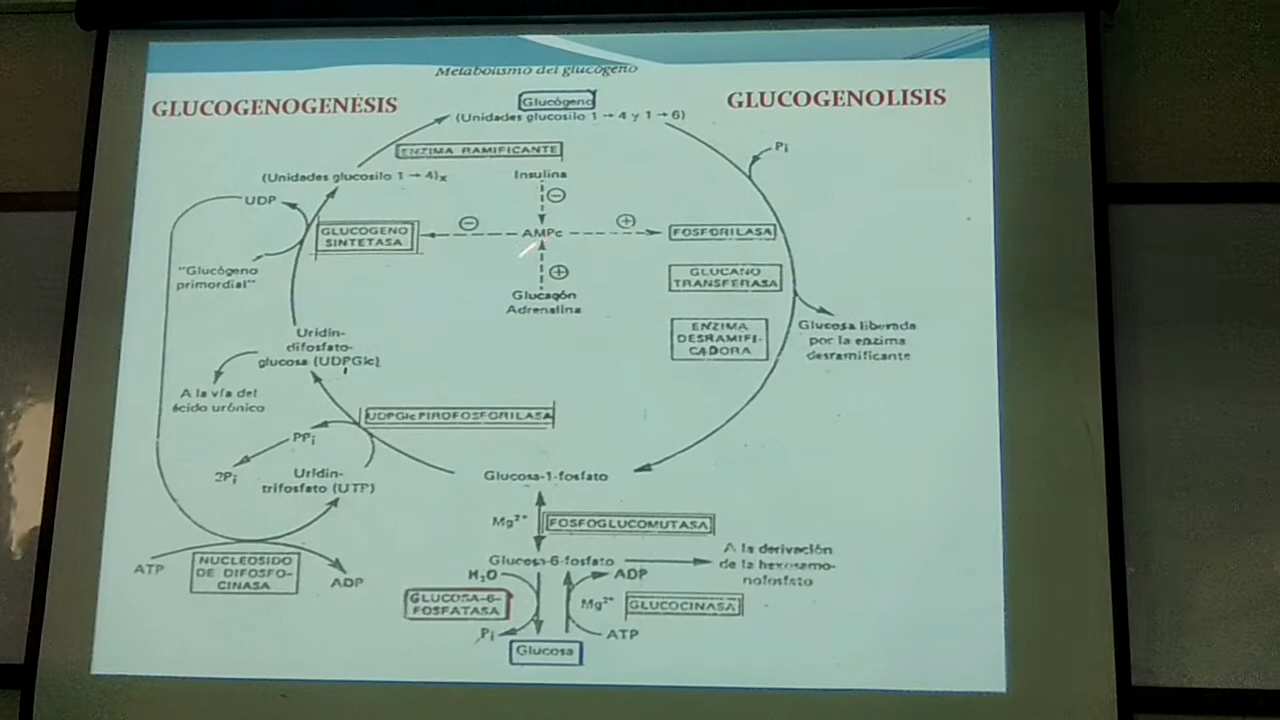 Metabolismo del glucógeno
GLUCOGENOGENÉSIS
GLUCOGENOLISIS
Glucógeno
(Unidades glucosilo 1 → 4 y 1 → 6)
ENZIMA RAMIFICANTE
Pi
(Unidades glucosilo 1 → 4)x
Insulina
UDP
GLUCOGENO
SINTETASA
AMPc
FOSFORILASA
"Glucógeno
primordial"
GLUCANO
TRANSFERASA
Glucagón
Adrenalina
ENZIMA
DESRAMIFI-
CADORA
Glucosa liberada
por la enzima
desramificante
Uridin-
difosfato-
glucosa (UDPGlc)
A la vía del
ácido urónico
UDPGlc PIROFOSFORILASA
PPi
2Pi
Uridin-
trifosfato (UTP)
Glucosa-1-fosfato
Mg2+
FOSFOGLUCOMUTASA
Glucosa-6-fosfato
A la derivación
de la hexosamo-
nofosfato
ATP
NUCLEOSIDO
DE DIFOSFO-
CINASA
ADP
H2O
ADP
GLUCOSA-6-
FOSFATASA
Mg2+
GLUCOCINASA
Pi
ATP
Glucosa